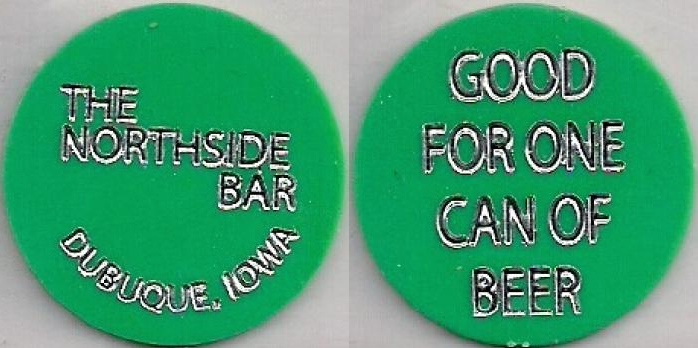 THE
NORTHSIDE
BAR
DUBUQUE, IOWA
GOOD
FOR ONE
CAN OF
BEER